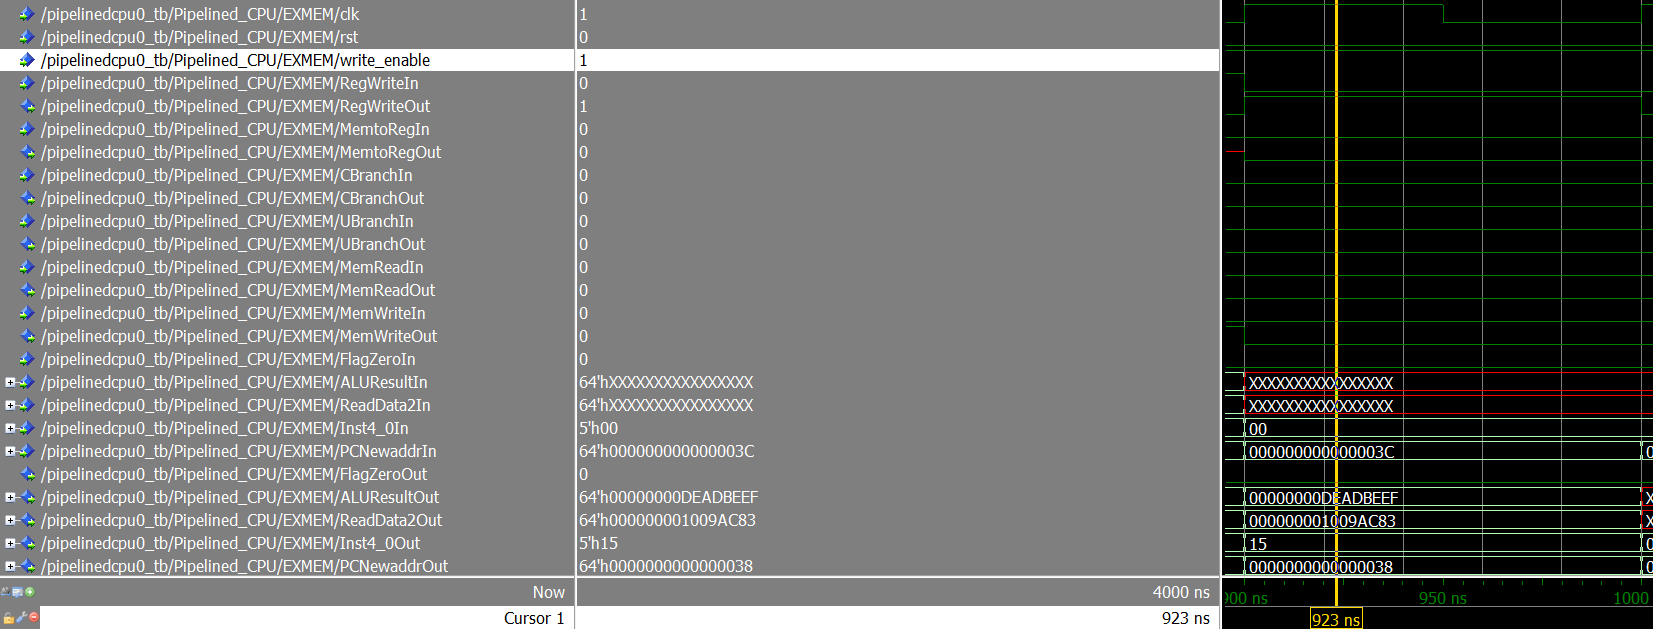 /pipelinedcpu0_tb/Pipelined_CPU/EXMEM/clk 1
/pipelinedcpu0_tb/Pipelined_CPU/EXMEM/rst 0
/pipelinedcpu0_tb/Pipelined_CPU/EXMEM/write_enable 1
/pipelinedcpu0_tb/Pipelined_CPU/EXMEM/RegWriteIn 0
/pipelinedcpu0_tb/Pipelined_CPU/EXMEM/RegWriteOut 1
/pipelinedcpu0_tb/Pipelined_CPU/EXMEM/MemtoRegIn 0
/pipelinedcpu0_tb/Pipelined_CPU/EXMEM/MemtoRegOut 0
/pipelinedcpu0_tb/Pipelined_CPU/EXMEM/CBranchIn 0
/pipelinedcpu0_tb/Pipelined_CPU/EXMEM/CBranchOut 0
/pipelinedcpu0_tb/Pipelined_CPU/EXMEM/UBranchIn 0
/pipelinedcpu0_tb/Pipelined_CPU/EXMEM/UBranchOut 0
/pipelinedcpu0_tb/Pipelined_CPU/EXMEM/MemReadIn 0
/pipelinedcpu0_tb/Pipelined_CPU/EXMEM/MemReadOut 0
/pipelinedcpu0_tb/Pipelined_CPU/EXMEM/MemWriteIn 0
/pipelinedcpu0_tb/Pipelined_CPU/EXMEM/MemWriteOut 0
/pipelinedcpu0_tb/Pipelined_CPU/EXMEM/FlagZeroIn 0
/pipelinedcpu0_tb/Pipelined_CPU/EXMEM/ALUResultIn 64'hXXXXXXXXXXXXXXXX XXXXXXXXXXXXXXXX
/pipelinedcpu0_tb/Pipelined_CPU/EXMEM/ReadData2In 64'hXXXXXXXXXXXXXXXX XXXXXXXXXXXXXXXX
/pipelinedcpu0_tb/Pipelined_CPU/EXMEM/Inst4_0In 5'h00 00
/pipelinedcpu0_tb/Pipelined_CPU/EXMEM/PCNewaddrIn 64'h000000000000003C 000000000000003C 0
/pipelinedcpu0_tb/Pipelined_CPU/EXMEM/FlagZeroOut 0
/pipelinedcpu0_tb/Pipelined_CPU/EXMEM/ALUResultOut 64'h00000000DEADBEEF 00000000DEADBEEF X
/pipelinedcpu0_tb/Pipelined_CPU/EXMEM/ReadData2Out 64'h000000001009AC83 000000001009AC83 X
/pipelinedcpu0_tb/Pipelined_CPU/EXMEM/Inst4_0Out 5'h15 15 0
/pipelinedcpu0_tb/Pipelined_CPU/EXMEM/PCNewaddrOut 64'h0000000000000038 0000000000000038 0
Now 4000 ns 900 ns 950 ns 1000
Cursor 1 923 ns 923 ns